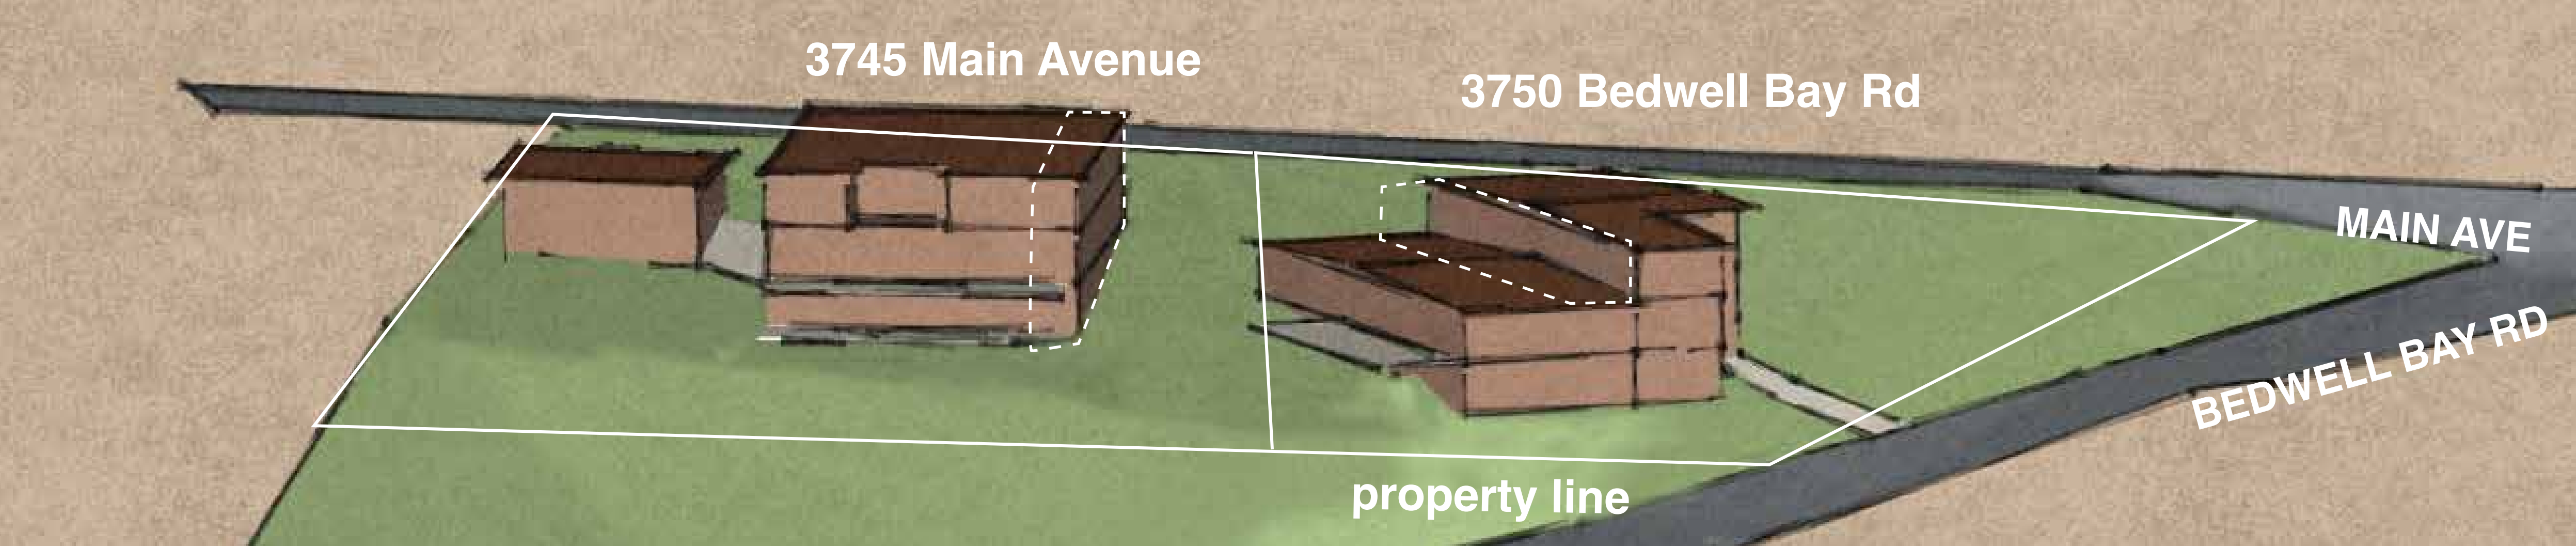 3745 Main Avenue
3750 Bedwell Bay Rd
MAIN AVE
BEDWELL BAY RD
property line